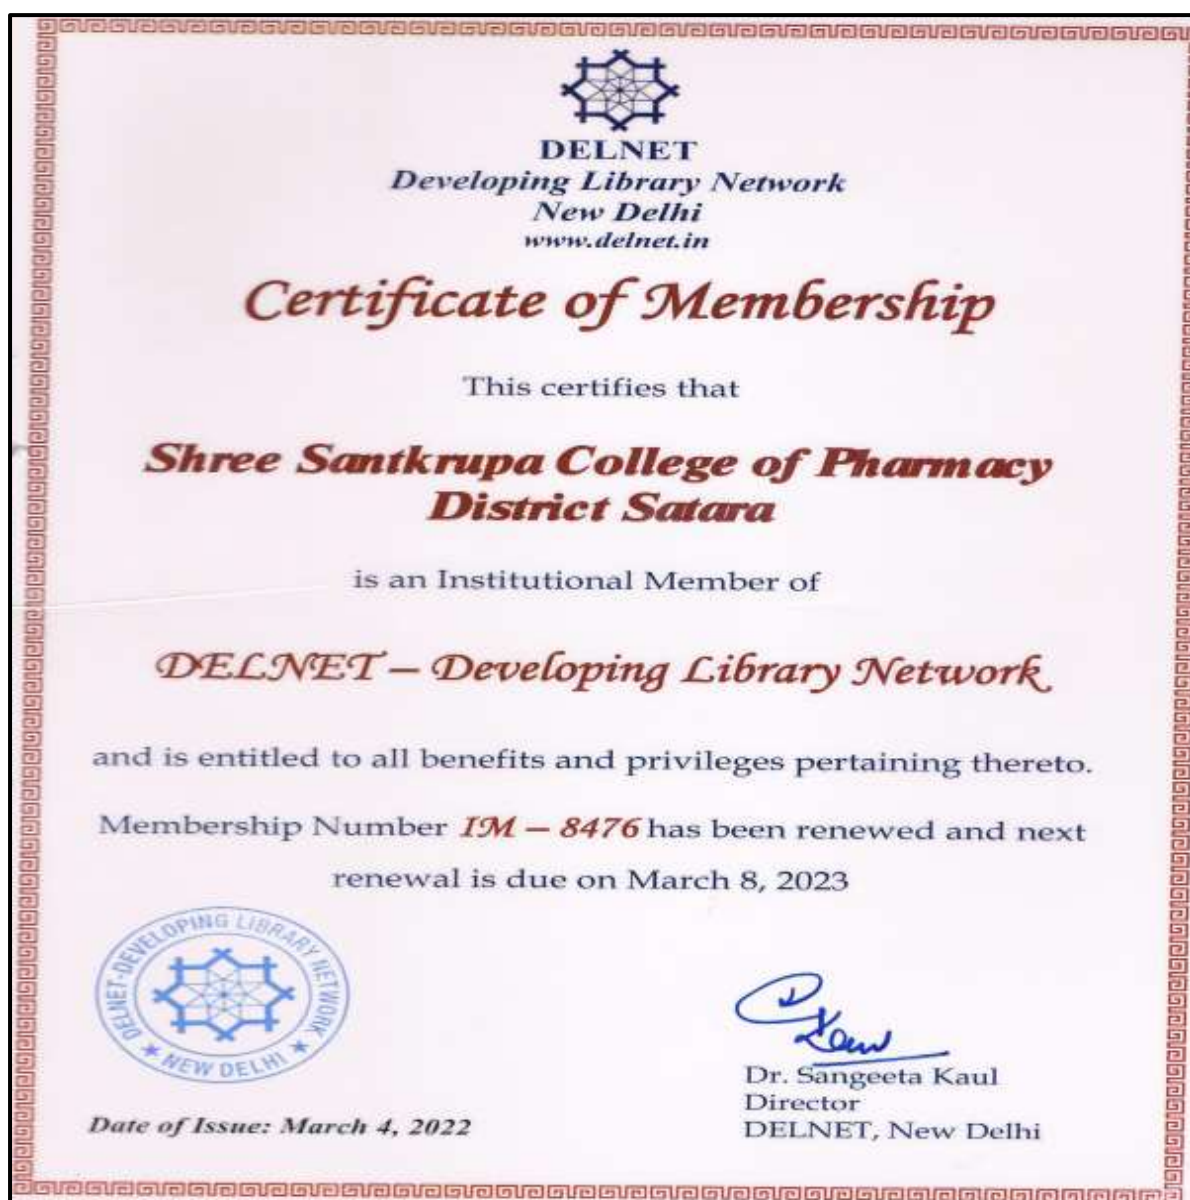 DELNET
Developing Library Network
New Delhi
www.delnet.in
Certificate of Membership
This certifies that
Shree Santkrupa College of Pharmacy
District Satara
is an Institutional Member of
DELNET – Developing Library Network
and is entitled to all benefits and privileges pertaining thereto.
Membership Number IM – 8476 has been renewed and next
renewal is due on March 8, 2023
DELNET-DEVELOPING LIBRARY NETWORK
★ NEW DELHI ★
Kaul
Dr. Sangeeta Kaul
Director
DELNET, New Delhi
Date of Issue: March 4, 2022